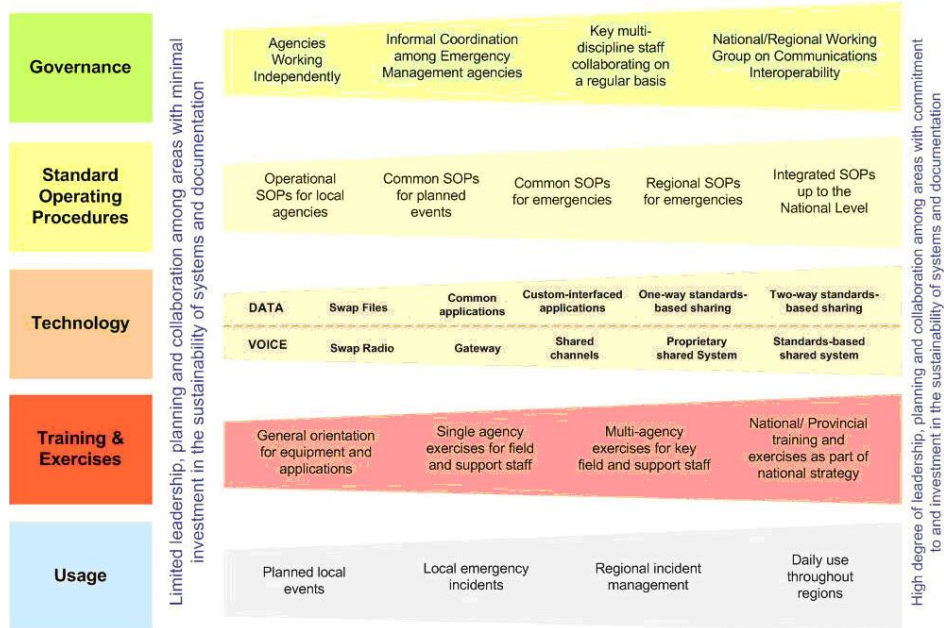 Limited leadership, planning and collaboration among areas with minimal
investment in the sustainability of systems and documentation
Governance
Agencies
Working
Independently
Informal Coordination
among Emergency
Management agencies
Key multi-
discipline staff
collaborating on
a regular basis
National/Regional Working
Group on Communications
Interoperability
Standard
Operating
Procedures
Operational
SOPs for local
agencies
Common SOPs
for planned
events
Common SOPs
for emergencies
Regional SOPs
for emergencies
Integrated SOPs
up to the
National Level
Technology
DATA
Swap Files
Common
applications
Custom-interfaced
applications
One-way standards-
based sharing
Two-way standards-
based sharing
VOICE
Swap Radio
Gateway
Shared
channels
Proprietary
shared System
Standards-based
shared system
Training &
Exercises
General orientation
for equipment and
applications
Single agency
exercises for field
and support staff
Multi-agency
exercises for key
field and support staff
National/ Provincial
training and
exercises as part of
national strategy
Usage
Planned local
events
Local emergency
incidents
Regional incident
management
Daily use
throughout
regions
High degree of leadership, planning and collaboration among areas with commitment
to and investment in the sustainability of systems and documentation